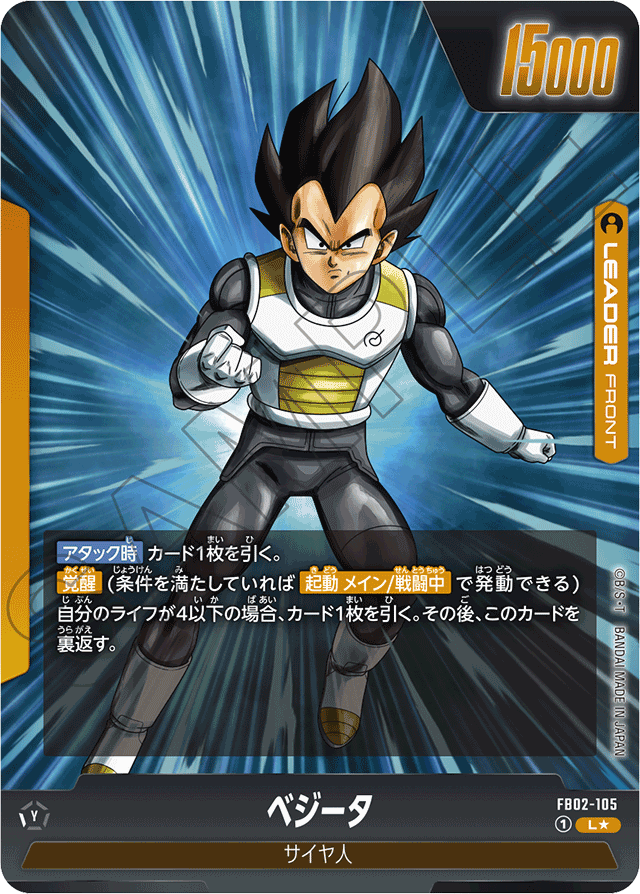 15000
LEADER FRONT
アタック時 カード1枚を引く。
覚醒 (条件を満たしていれば 起動 メイン/戦闘中 で発動できる)
自分のライフが4以下の場合、カード1枚を引く。その後、このカードを
裏返す。
©B/S・T BANDAI MADE IN JAPAN
Y
ベジータ
FB02-105
1 L★
サイヤ人
SAMPLE